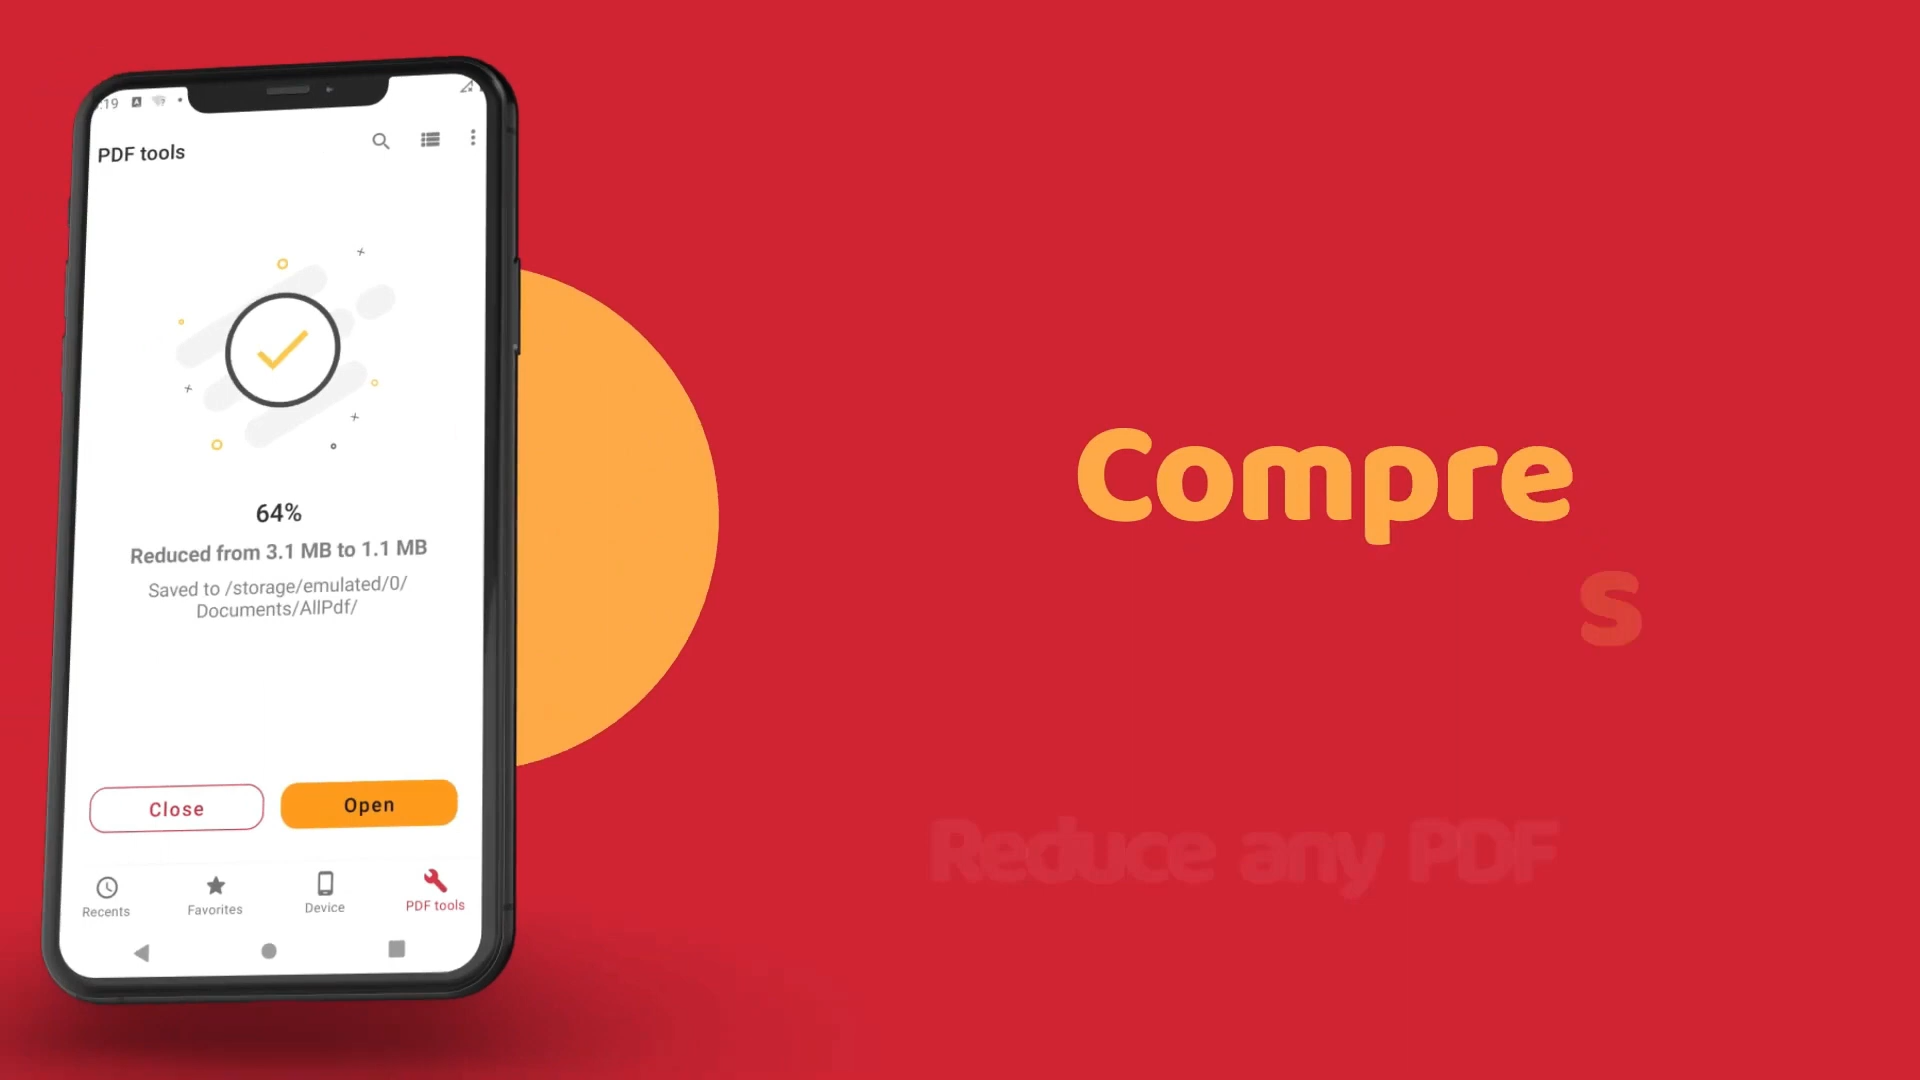 :19
PDF tools
64%
Reduced from 3.1 MB to 1.1 MB
Saved to /storage/emulated/0/
Documents/AllPdf/
Close
Open
Recents
Favorites
Device
PDF tools
Compre
s
Reduce any PDF